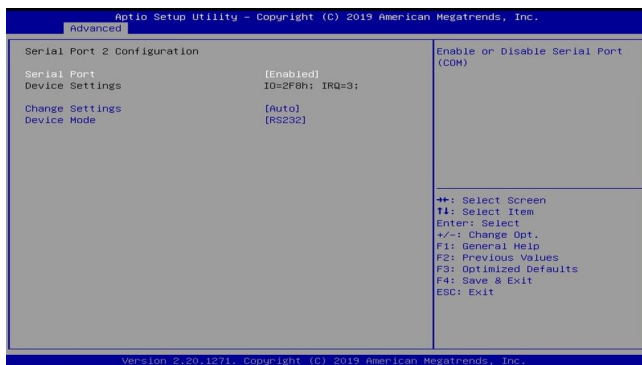 Aptio Setup Utility – Copyright (C) 2019 American Megatrends, Inc.
Advanced
Serial Port 2 Configuration
Serial Port [Enabled]
Device Settings IO=2F8h; IRQ=3;
Change Settings [Auto]
Device Mode [RS232]
Enable or Disable Serial Port
(COM)
→←: Select Screen
↑↓: Select Item
Enter: Select
+/-: Change Opt.
F1: General Help
F2: Previous Values
F3: Optimized Defaults
F4: Save & Exit
ESC: Exit
Version 2.20.1271. Copyright (C) 2019 American Megatrends, Inc.